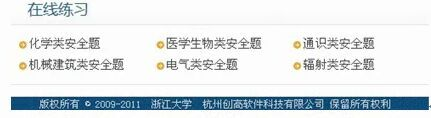 在线练习
化学类安全题 医学生物类安全题 通识类安全题
机械建筑类安全题 电气类安全题 辐射类安全题
版权所有 © 2009-2011 浙江大学 杭州创高软件科技有限公司 保留所有权利